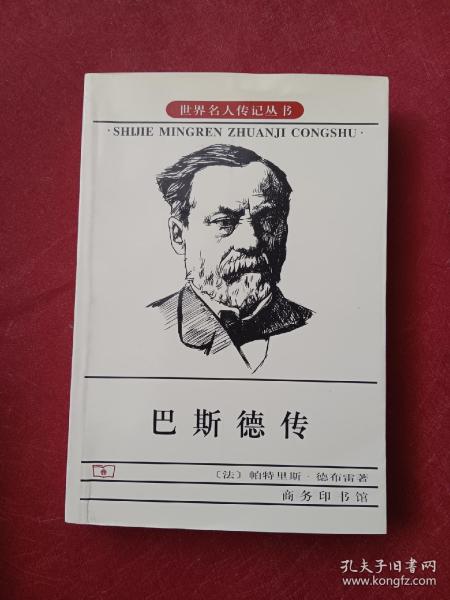 世界名人传记丛书
·SHIJIE MINGREN ZHUANJI CONGSHU·
巴斯德传
〔法〕帕特里斯·德布雷著
商务印书馆
孔夫子旧书网
www.kongfz.com